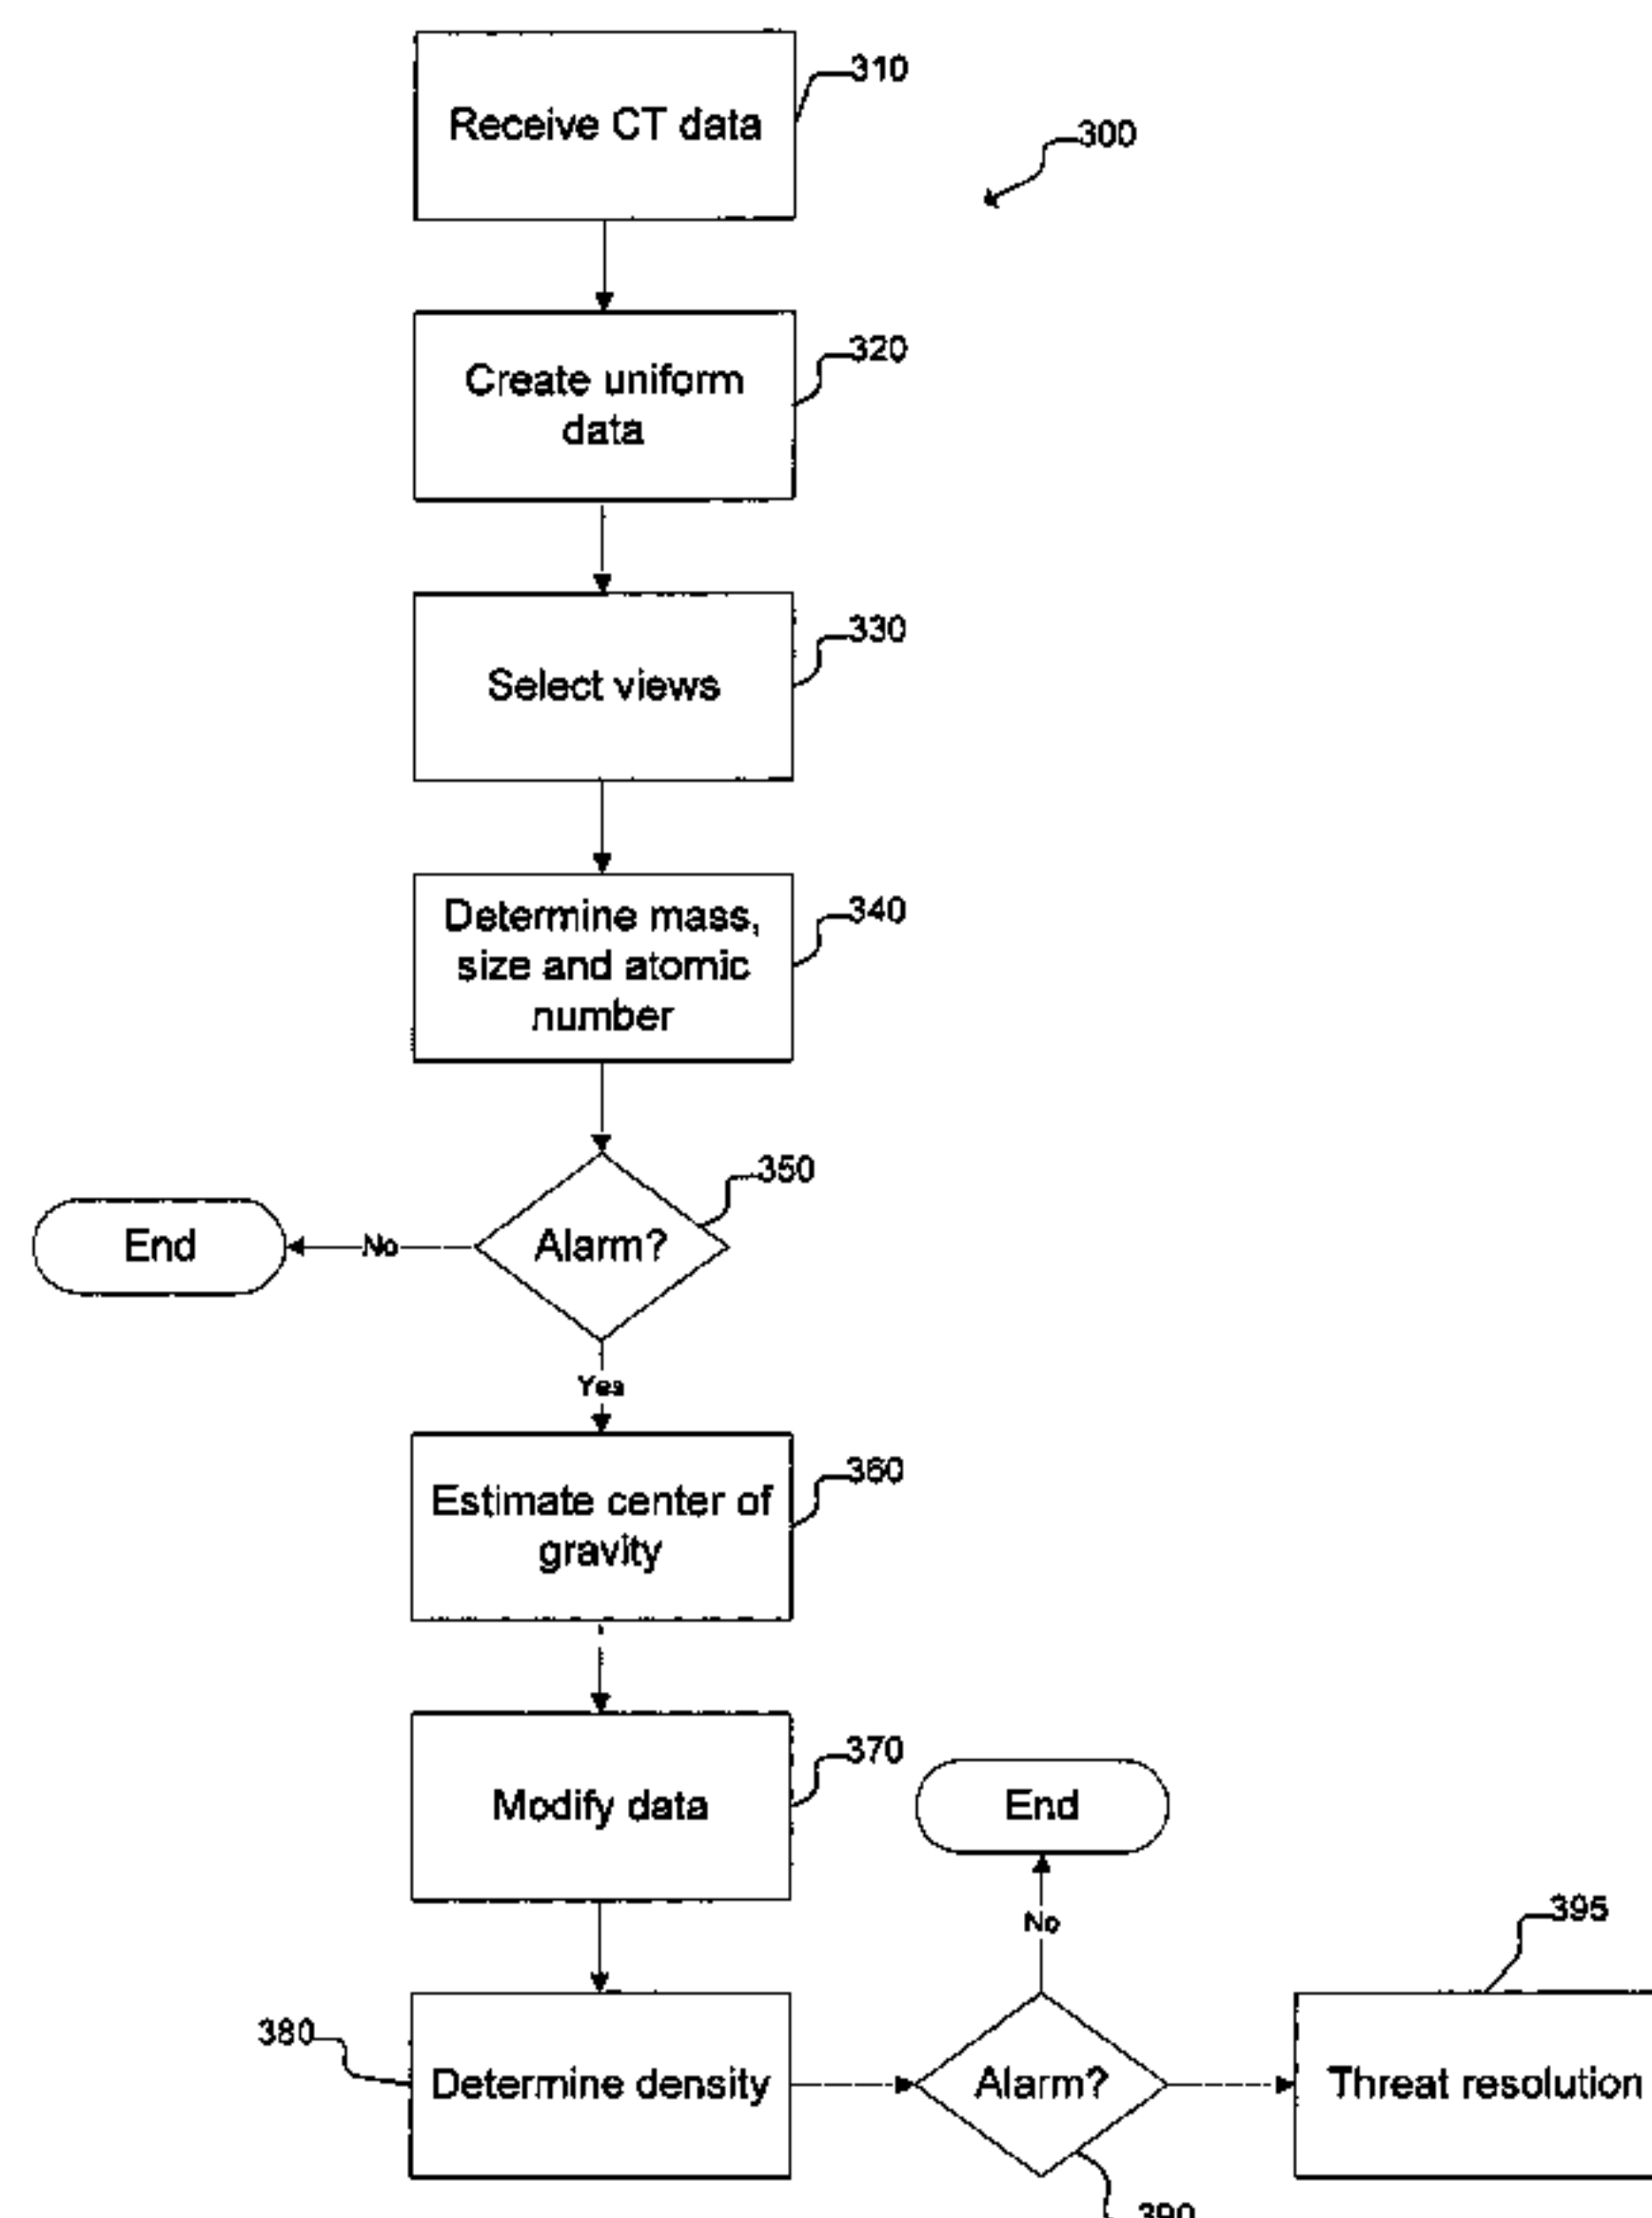 Receive CT data
310
300
Create uniform
data
320
Select views
330
Determine mass,
size and atomic
number
340
Alarm?
350
No
End
Yes
Estimate center of
gravity
360
Modify data
370
End
No
Determine density
380
Alarm?
390
Threat resolution
395